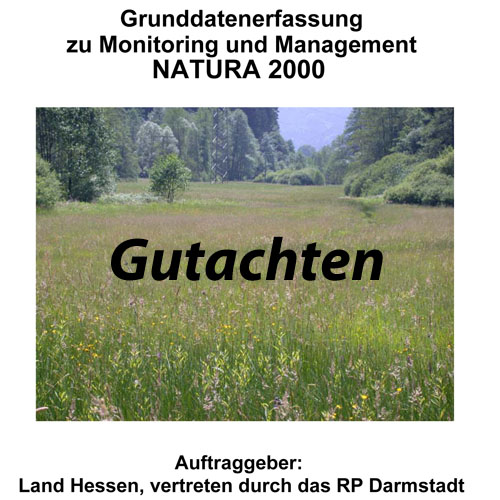 Grunddatenerfassung
zu Monitoring und Management
NATURA 2000
Gutachten
Auftraggeber:
Land Hessen, vertreten durch das RP Darmstadt